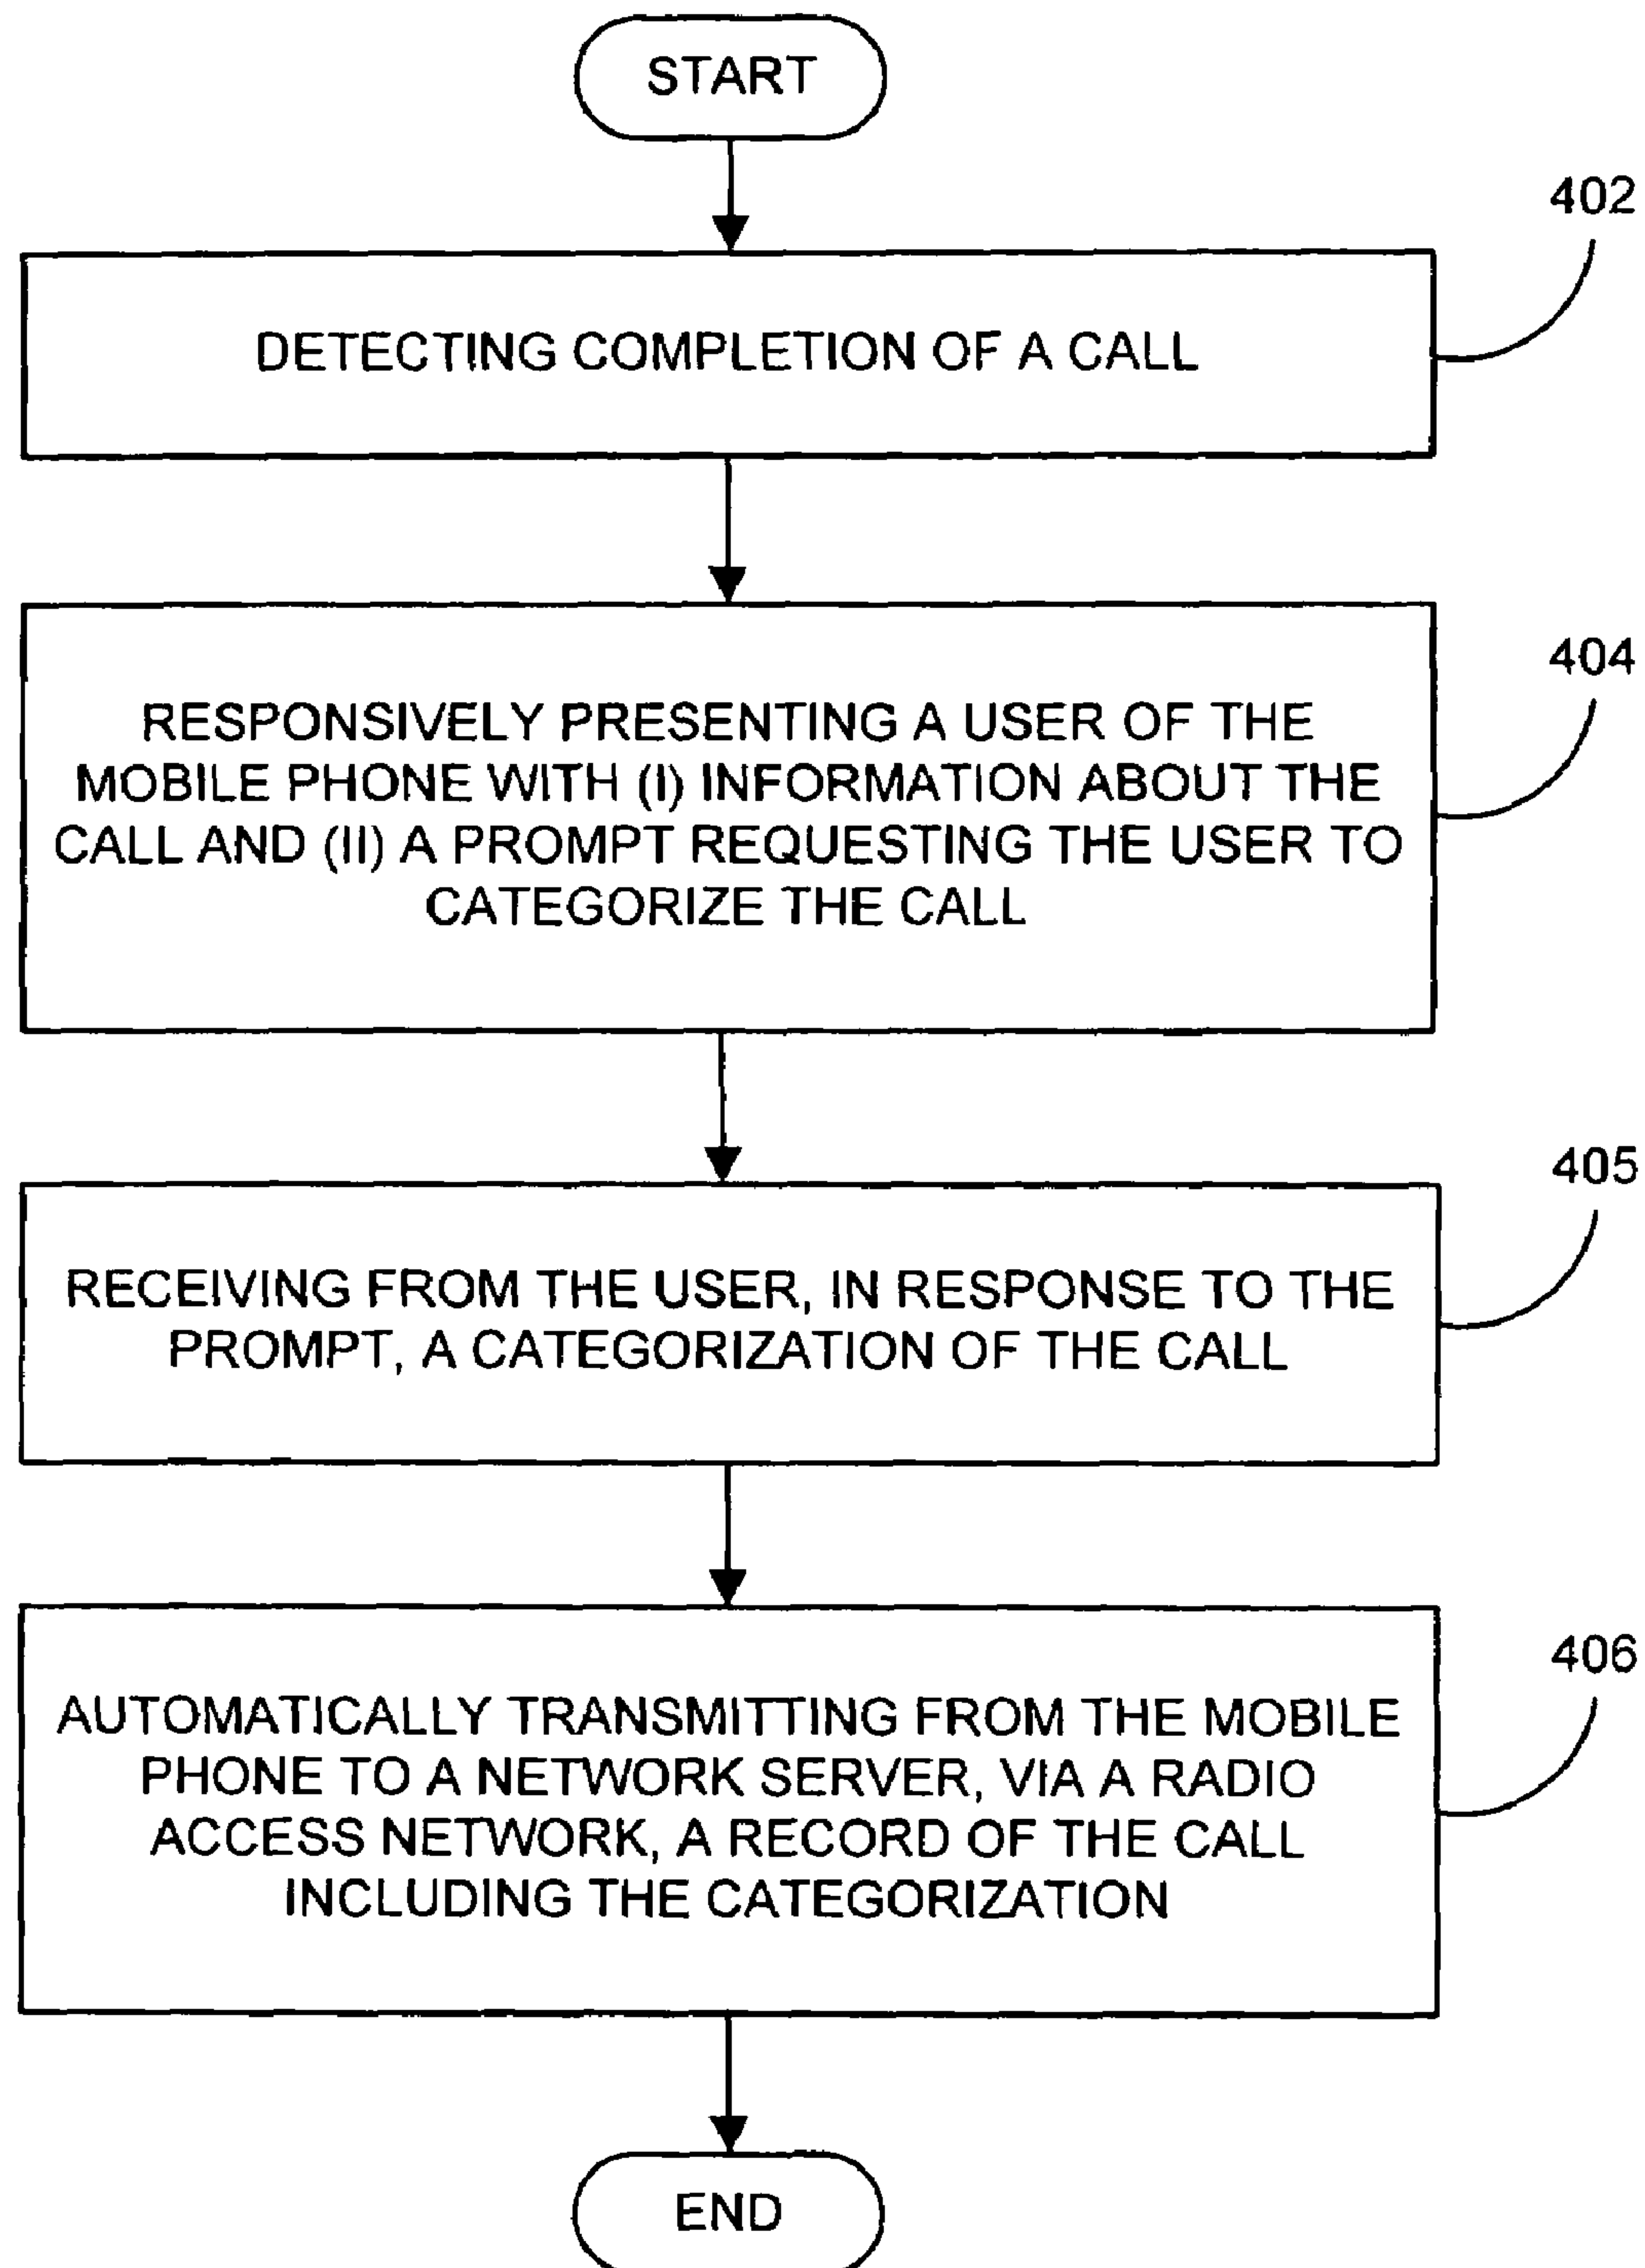 START
402
DETECTING COMPLETION OF A CALL
404
RESPONSIVELY PRESENTING A USER OF THE
MOBILE PHONE WITH (I) INFORMATION ABOUT THE
CALL AND (II) A PROMPT REQUESTING THE USER TO
CATEGORIZE THE CALL
405
RECEIVING FROM THE USER, IN RESPONSE TO THE
PROMPT, A CATEGORIZATION OF THE CALL
406
AUTOMATICALLY TRANSMITTING FROM THE MOBILE
PHONE TO A NETWORK SERVER, VIA A RADIO
ACCESS NETWORK, A RECORD OF THE CALL
INCLUDING THE CATEGORIZATION
END